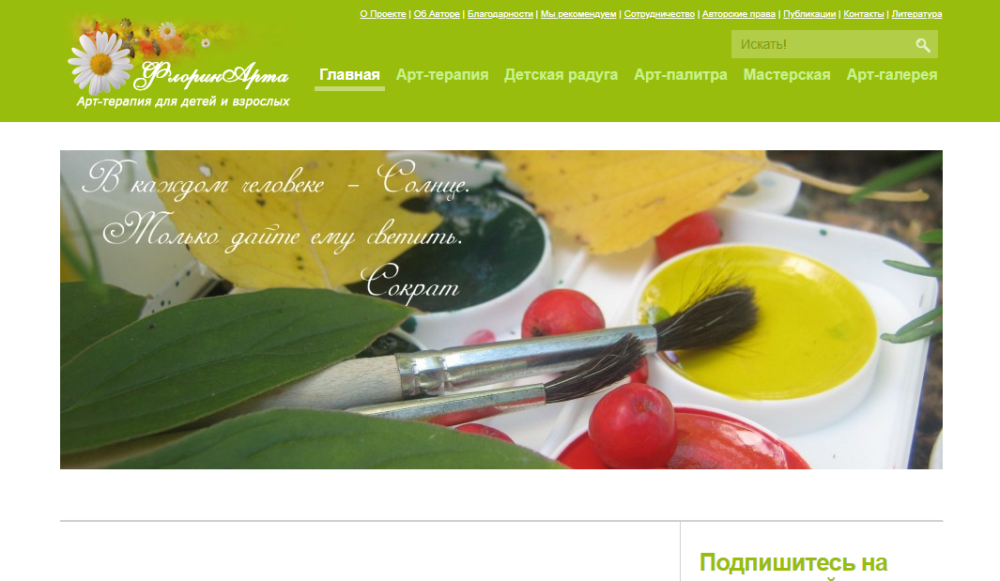 О Проекте | Об Авторе | Благодарности | Мы рекомендуем | Сотрудничество | Авторские права | Публикации | Контакты | Литература
Искать!
ФлоринАрта
Арт-терапия для детей и взрослых
Главная Арт-терапия Детская радуга Арт-палитра Мастерская Арт-галерея
В каждом человеке – Солнце.
Только дайте ему светить.
Сократ
Подпишитесь на